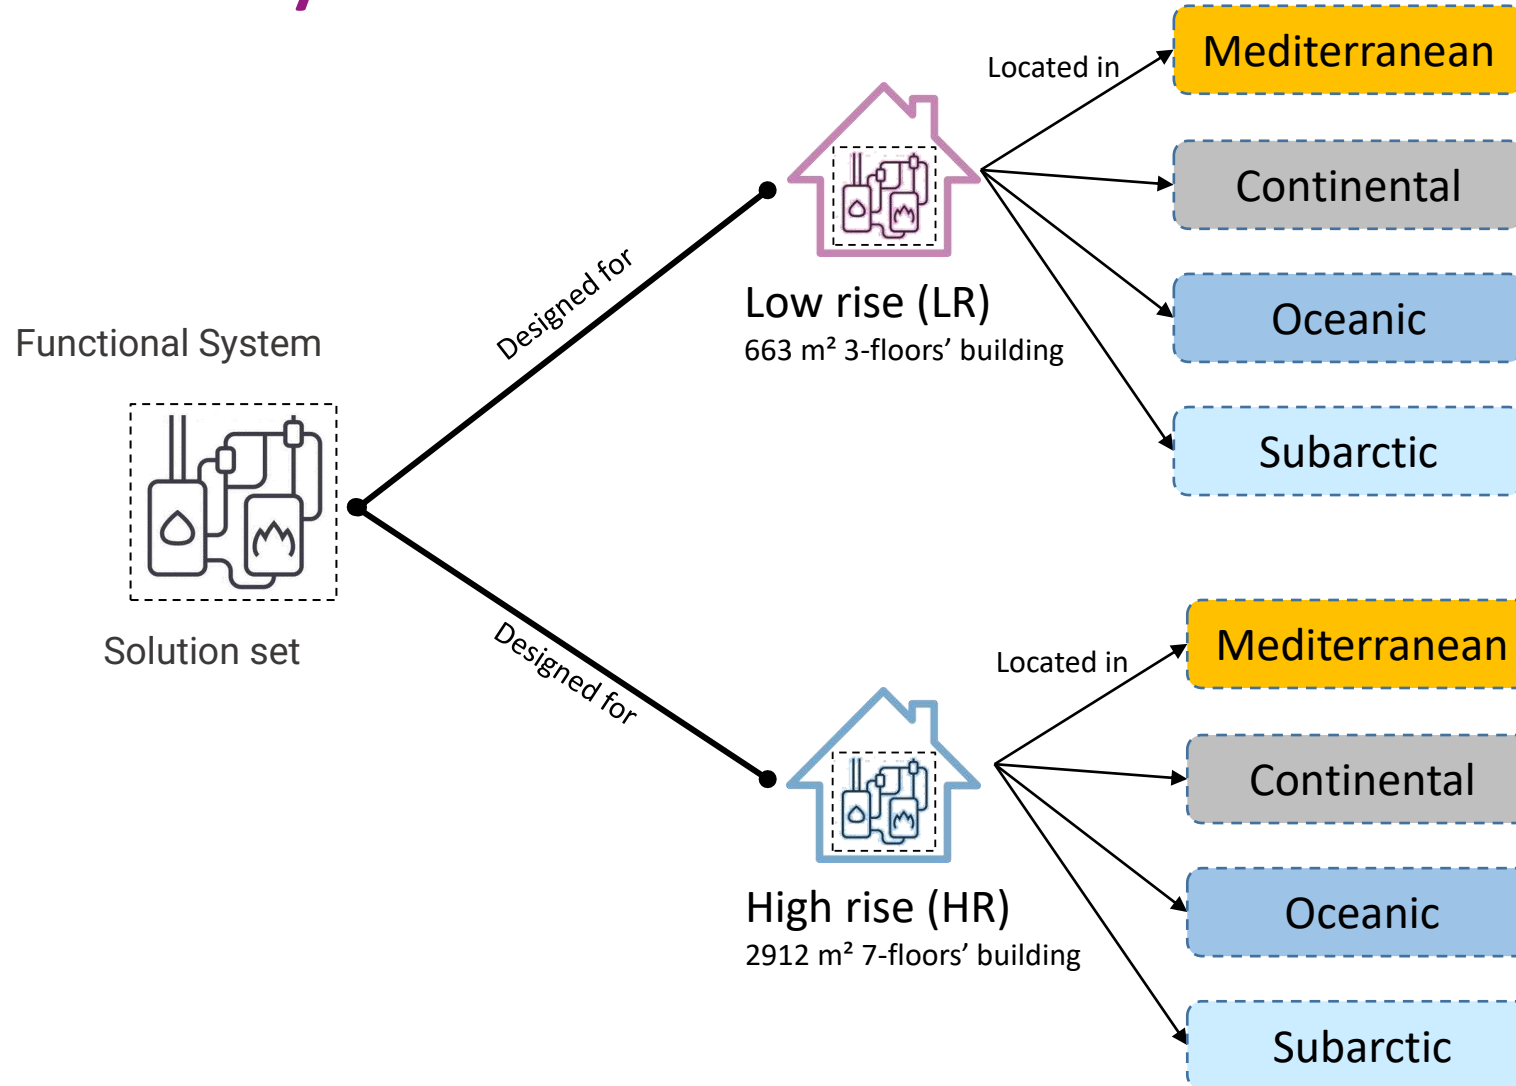 Functional System
Solution set
Designed for
Designed for
Low rise (LR)
663 m² 3-floors’ building
Located in
Mediterranean
Continental
Oceanic
Subarctic
High rise (HR)
2912 m² 7-floors’ building
Located in
Mediterranean
Continental
Oceanic
Subarctic